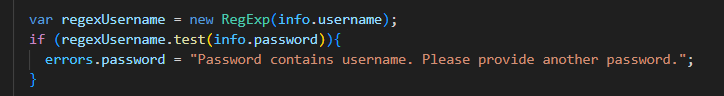 var regexUsername = new RegExp(info.username);
if (regexUsername.test(info.password)){
  errors.password = "Password contains username. Please provide another password.";
}